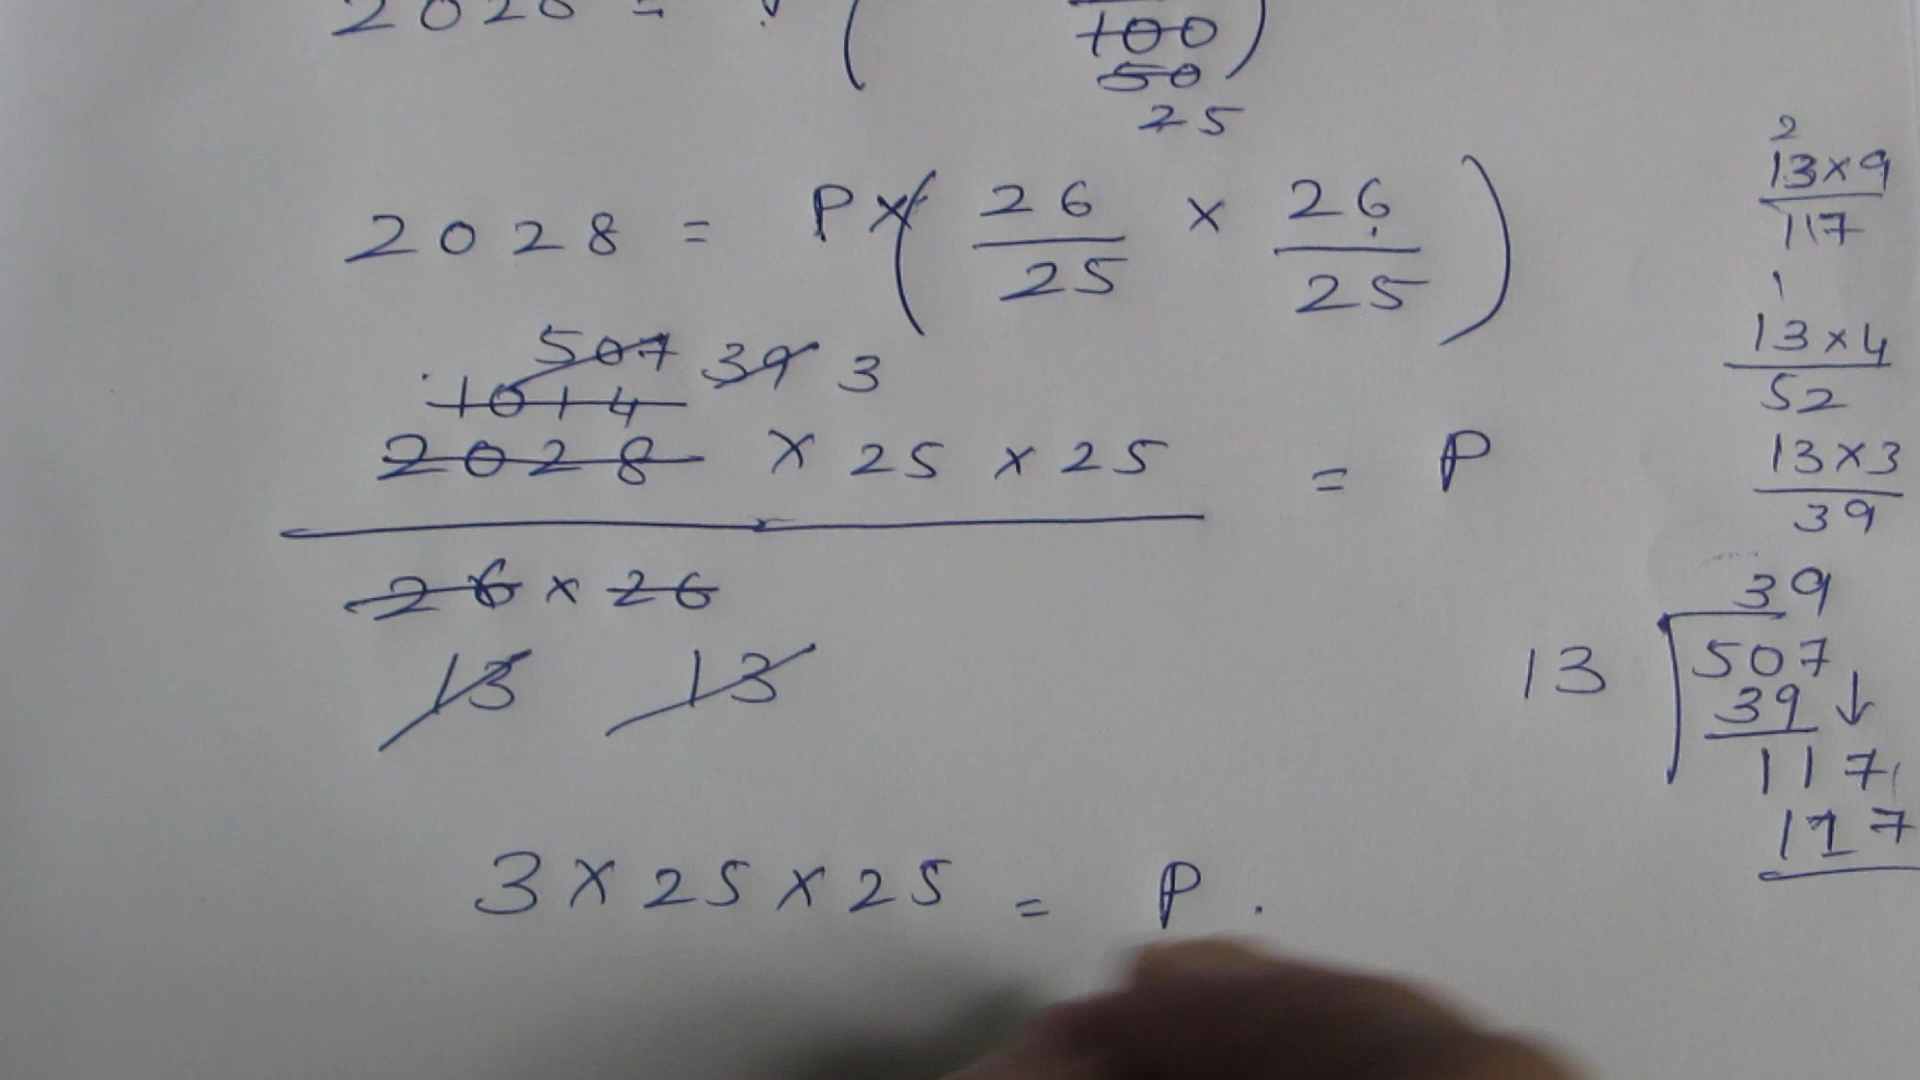 2028 = (
100 )
50
25
2028 = P x ( 26/25 x 26/25 )
507 39 3
1014
2028 x 25 x 25 = P
26 x 26
13 13
3 x 25 x 25 = P .
2
13 x 9
117
1
13 x 4
52
13 x 3
39
39
13 507
39 ↓
117
117